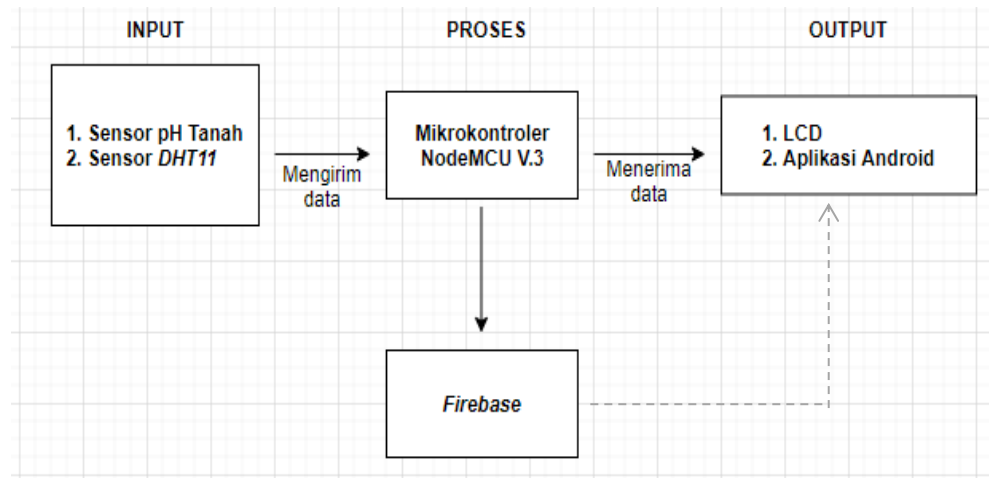 INPUT
PROSES
OUTPUT
1. Sensor pH Tanah
2. Sensor DHT11
Mengirim
data
Mikrokontroler
NodeMCU V.3
Menerima
data
1. LCD
2. Aplikasi Android
Firebase